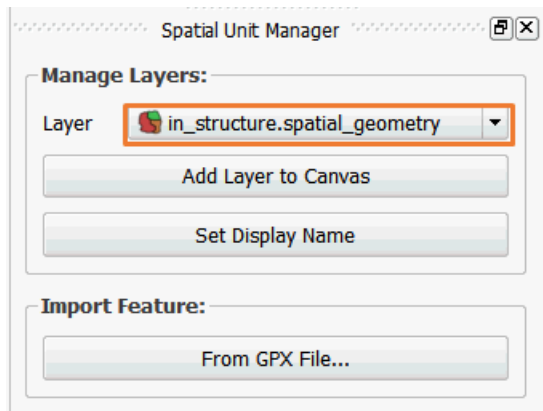 Spatial Unit Manager
Manage Layers:
Layer in_structure.spatial_geometry
Add Layer to Canvas
Set Display Name
Import Feature:
From GPX File...